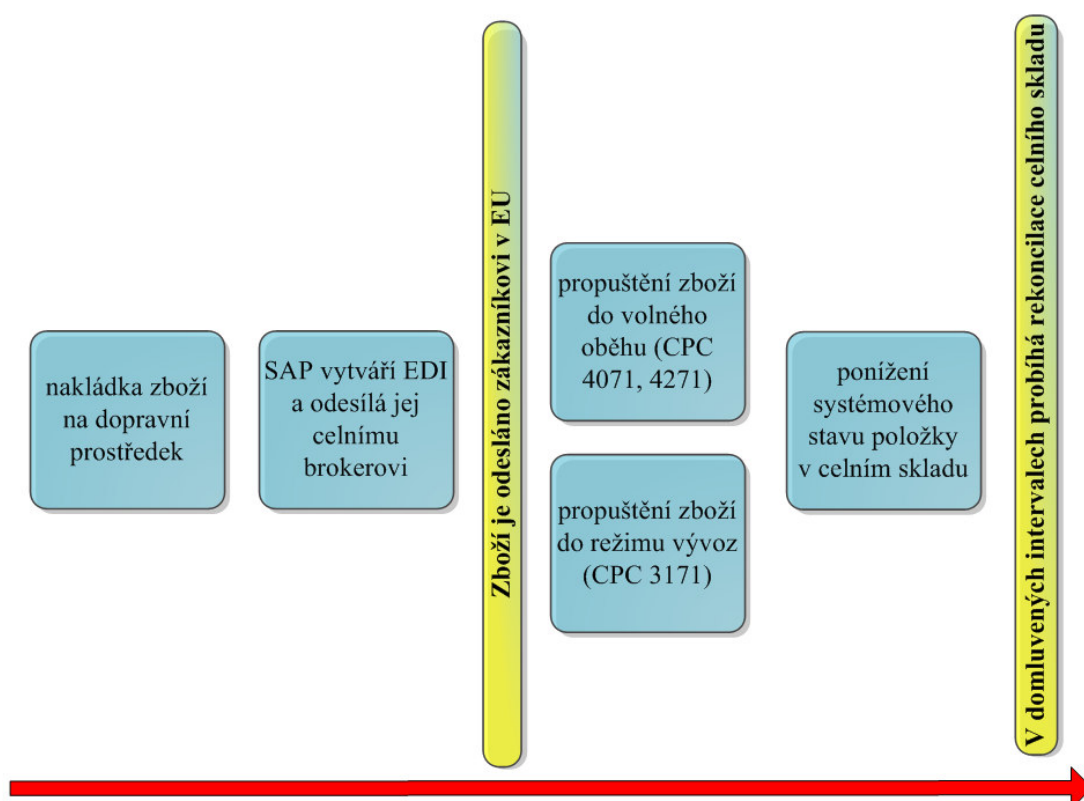 nakládka zboží
na dopravní
prostředek
SAP vytváří EDI
a odesílá jej
celnímu
brokerovi
Zboží je odesláno zákazníkovi v EU
propuštění zboží
do volného
oběhu (CPC
4071, 4271)
propuštění zboží
do režimu vývoz
(CPC 3171)
ponížení
systémového
stavu položky
v celním skladu
V domluvených intervalech probíhá rekoncilace celního skladu